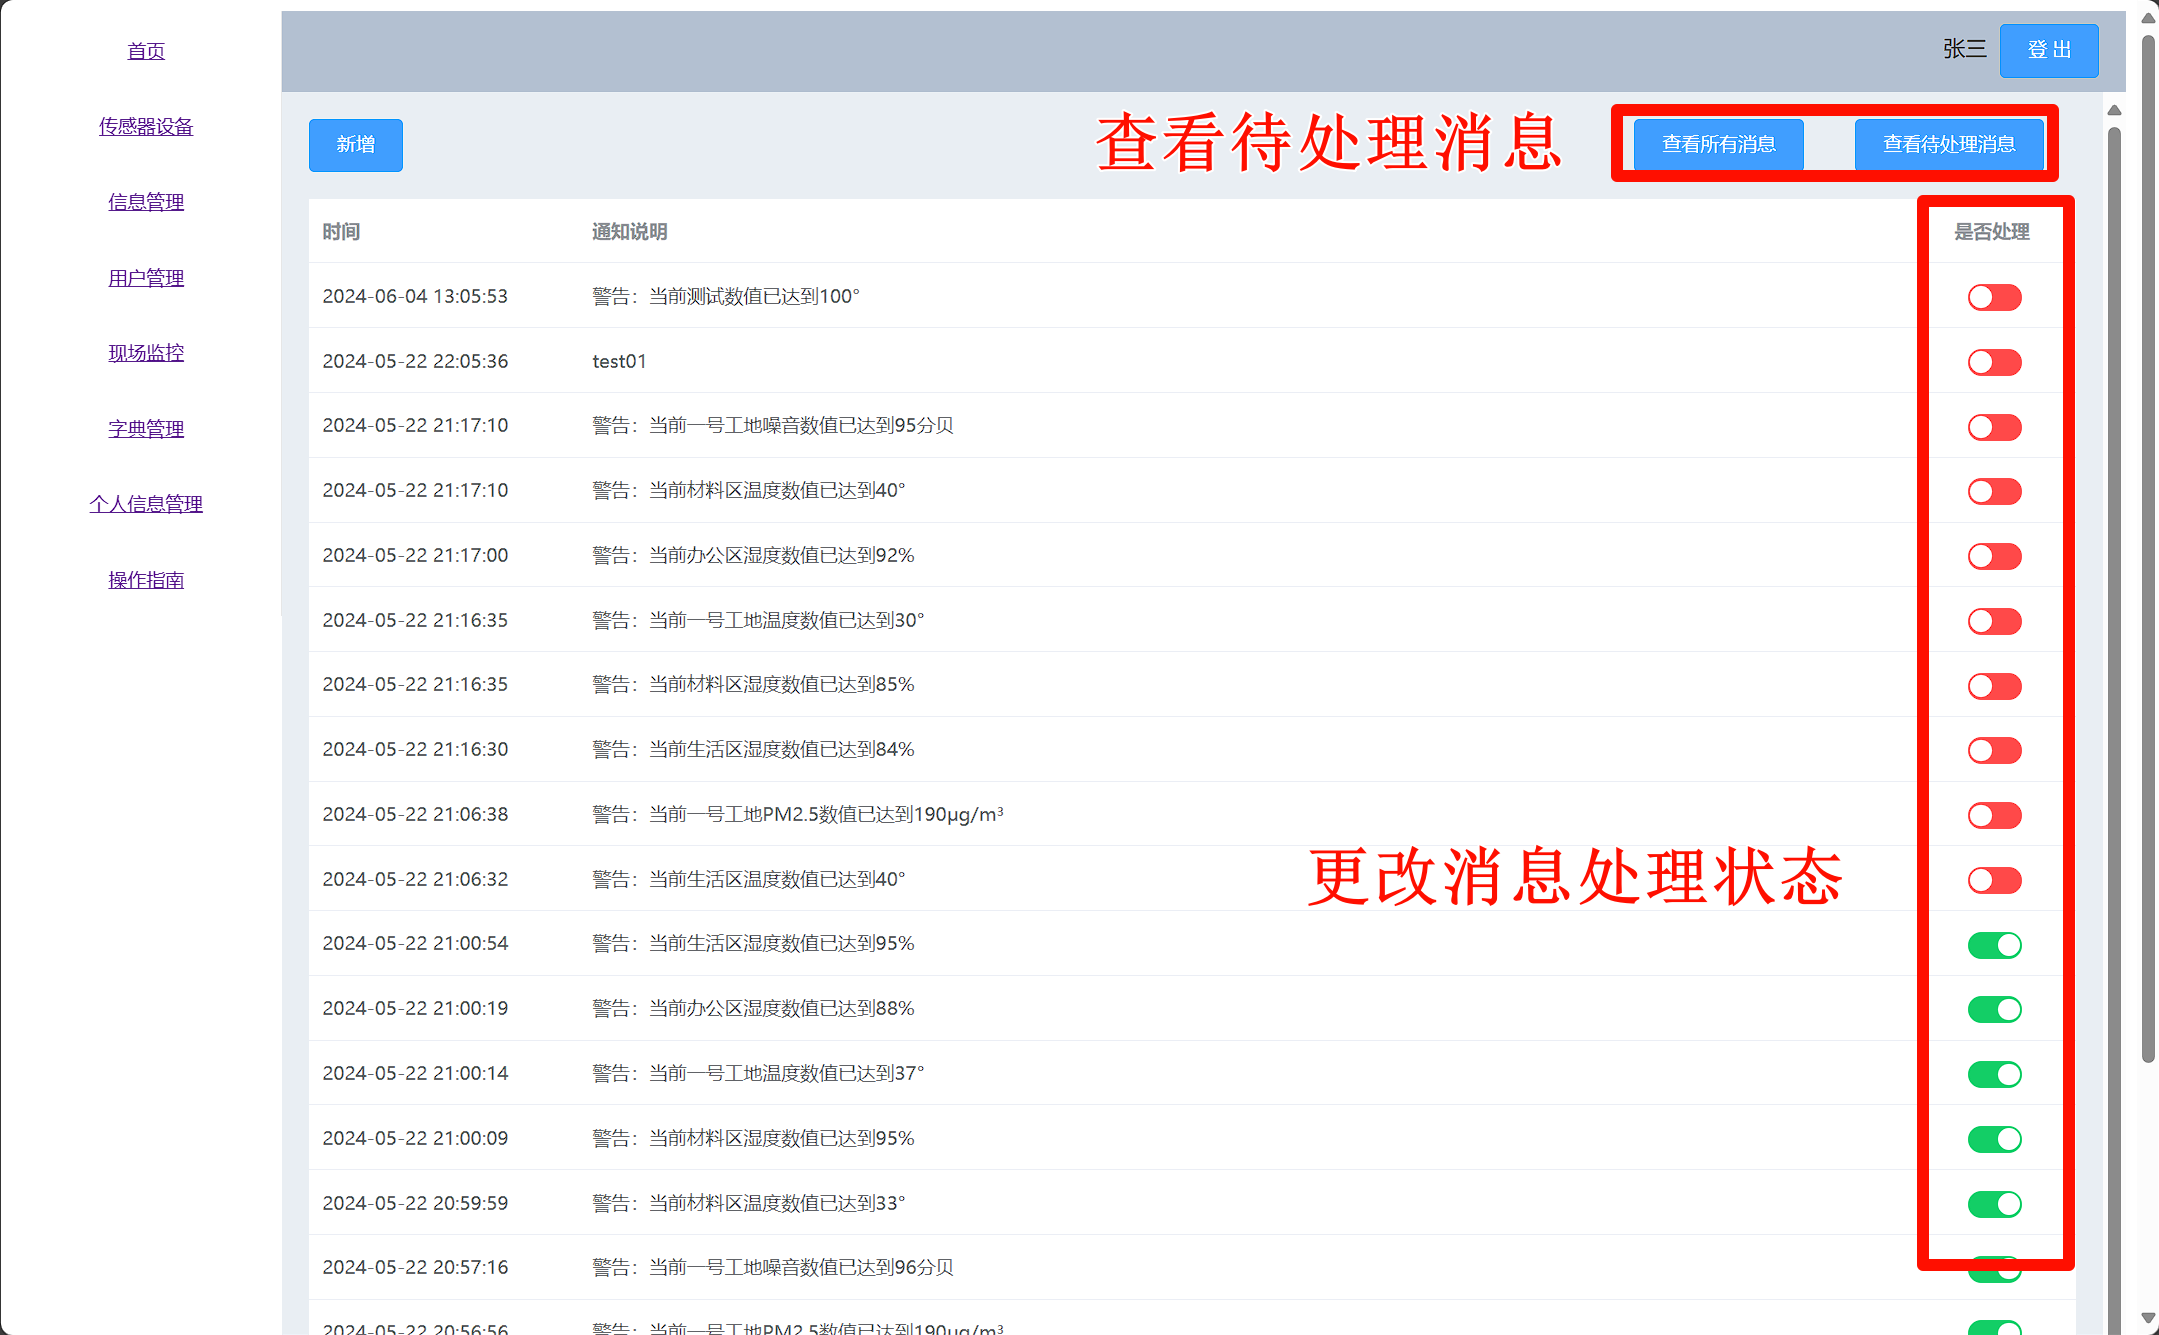 首页
传感器设备
信息管理
用户管理
现场监控
字典管理
个人信息管理
操作指南
张三 登出
新增 查看待处理消息 查看所有消息 查看待处理消息
时间 通知说明 是否处理
2024-06-04 13:05:53 警告：当前测试数值已达到100°
2024-05-22 22:05:36 test01
2024-05-22 21:17:10 警告：当前一号工地噪音数值已达到95分贝
2024-05-22 21:17:10 警告：当前材料区温度数值已达到40°
2024-05-22 21:17:00 警告：当前办公区湿度数值已达到92%
2024-05-22 21:16:35 警告：当前一号工地温度数值已达到30°
2024-05-22 21:16:35 警告：当前材料区湿度数值已达到85%
2024-05-22 21:16:30 警告：当前生活区湿度数值已达到84%
2024-05-22 21:06:38 警告：当前一号工地PM2.5数值已达到190μg/m³
更改消息处理状态
2024-05-22 21:06:32 警告：当前生活区温度数值已达到40°
2024-05-22 21:00:54 警告：当前生活区湿度数值已达到95%
2024-05-22 21:00:19 警告：当前办公区湿度数值已达到88%
2024-05-22 21:00:14 警告：当前一号工地温度数值已达到37°
2024-05-22 21:00:09 警告：当前材料区湿度数值已达到95%
2024-05-22 20:59:59 警告：当前材料区温度数值已达到33°
2024-05-22 20:57:16 警告：当前一号工地噪音数值已达到96分贝
2024-05-22 20:56:56 警告：当前一号工地PM2.5数值已达到190μg/m³